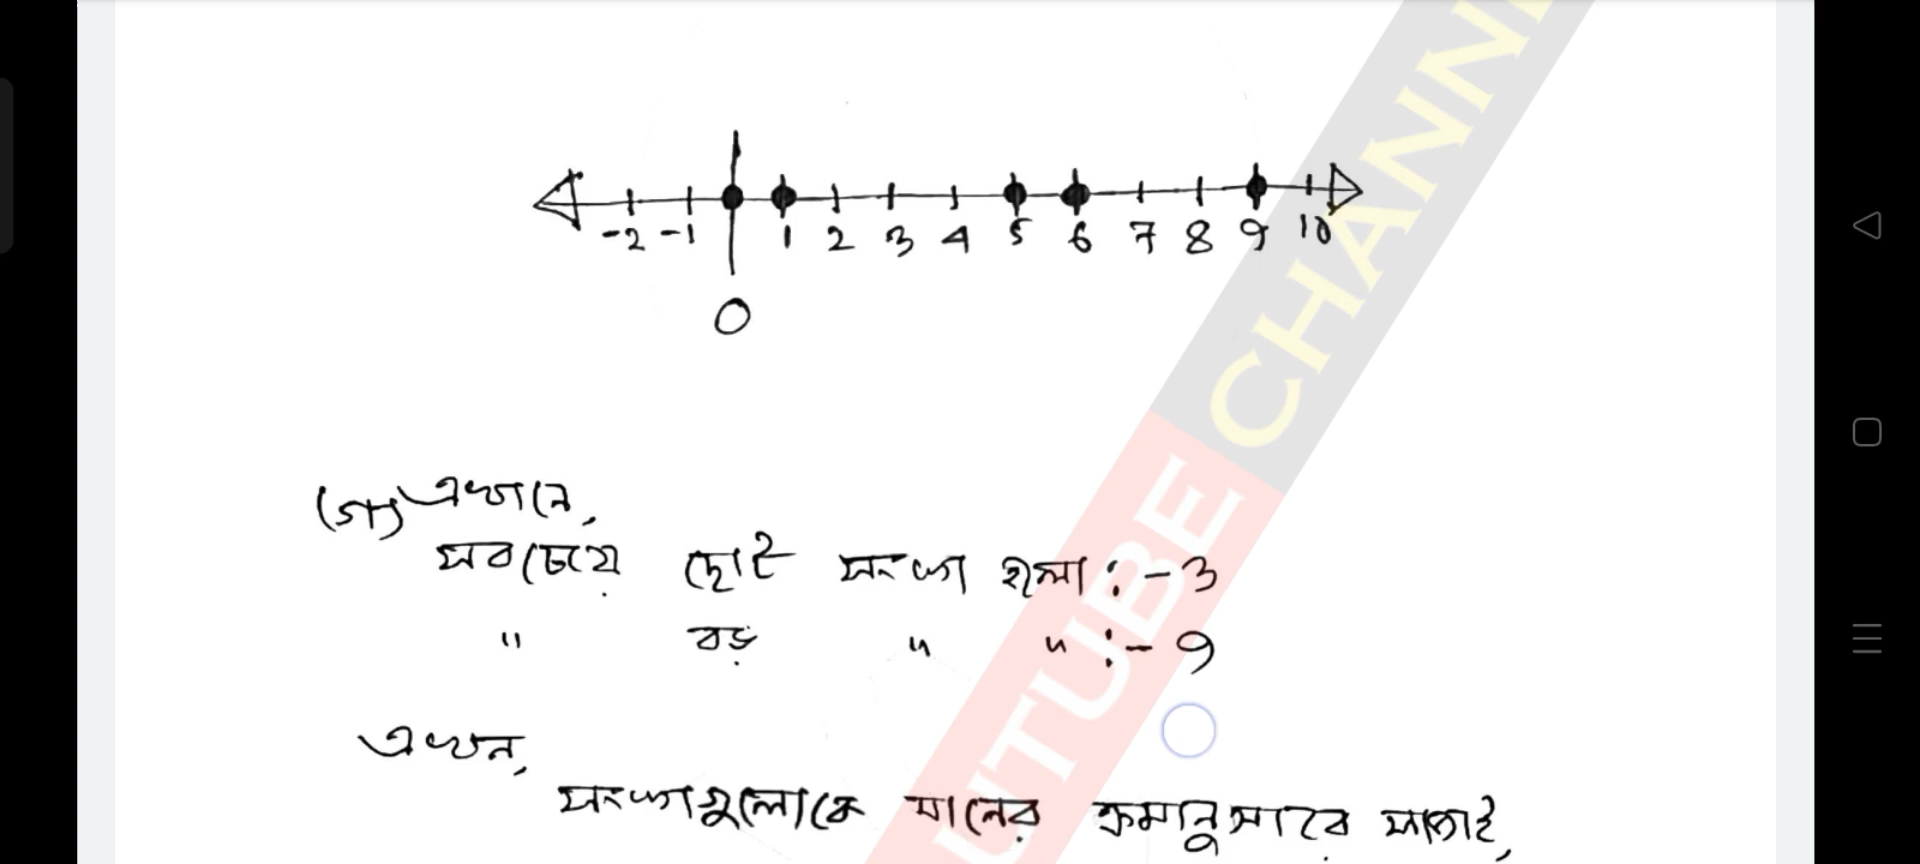 -2 -1 1 2 3 4 5 6 7 8 9 10
0
(গ) এখানে,
সবচেয়ে ছোট সংখ্যা হলো :- 3
" বড় " " :- 9
এখন,
সংখ্যাগুলোকে মানের ক্রমানুসারে সাজাই,
UTUBE CHANNE